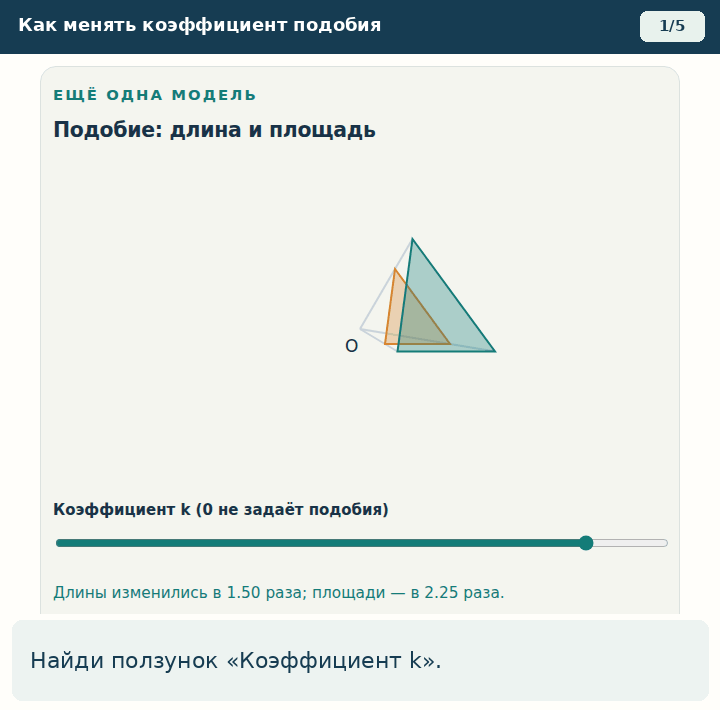 Как менять коэффициент подобия
1/5
ЕЩЁ ОДНА МОДЕЛЬ
Подобие: длина и площадь
O
Коэффициент k (0 не задаёт подобия)
Длины изменились в 1.50 раза; площади — в 2.25 раза.
Найди ползунок «Коэффициент k».